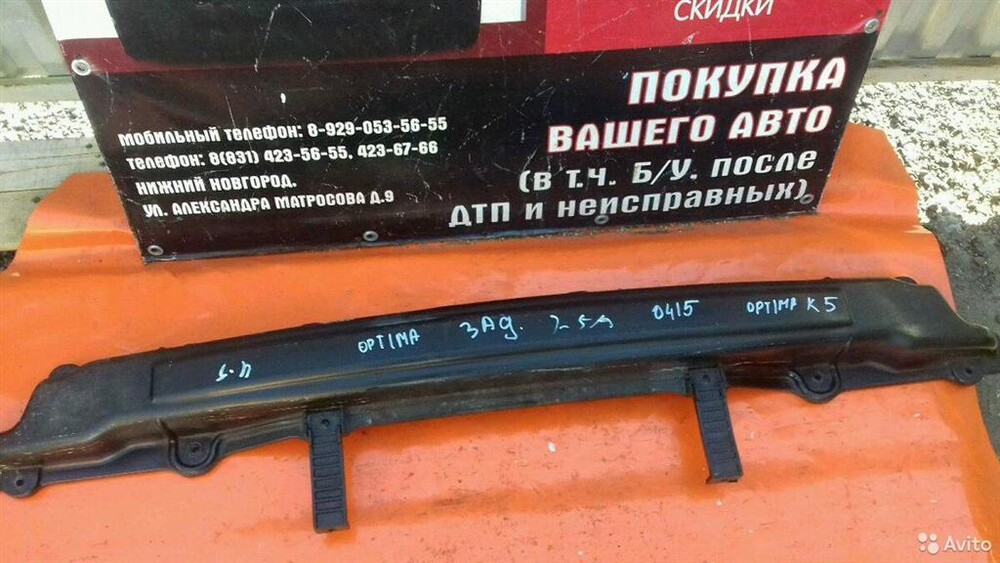 СКИДКИ
ПОКУПКА
ВАШЕГО АВТО
(В Т.Ч. Б/У, после
ДТП и неисправных)
мобильный телефон: 8-929-053-56-55
телефон: 8(831) 423-56-55, 423-67-66
нижний новгород,
ул. Александра Матросова д.9
OPTIMA ЗАД. 0415 OPTIMA K5
Avito